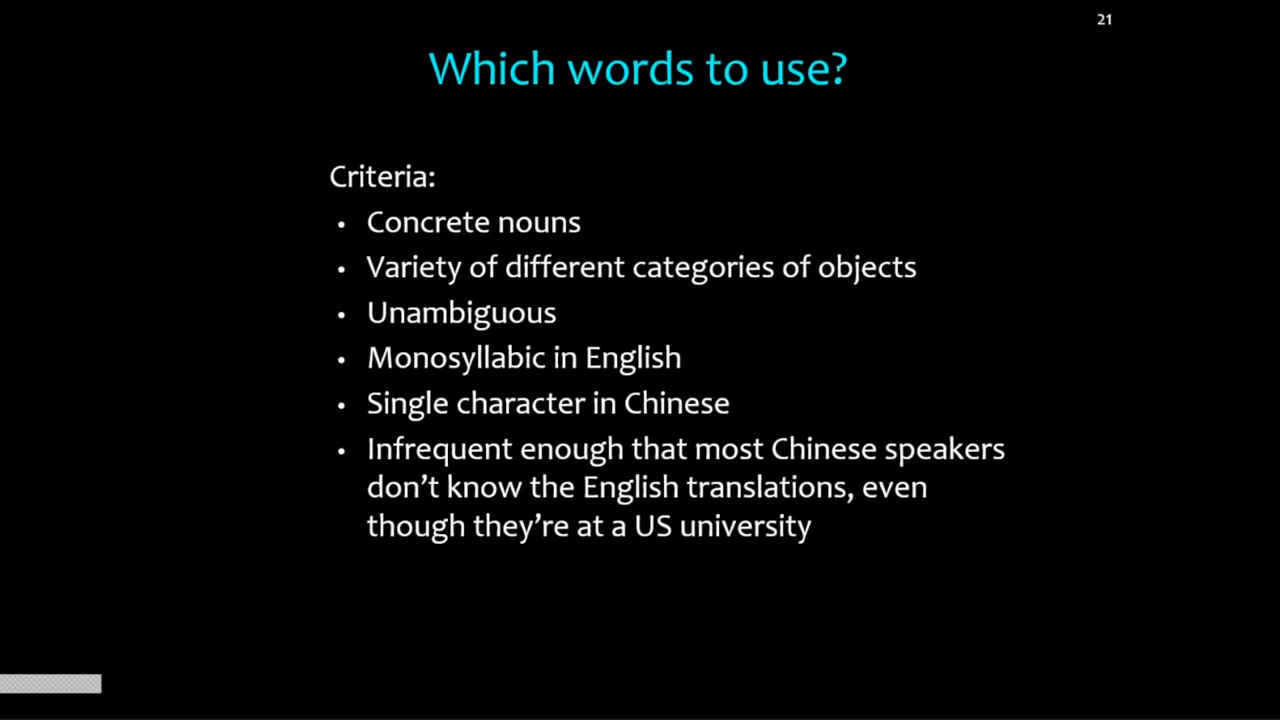 21
Which words to use?
Criteria:
• Concrete nouns
• Variety of different categories of objects
• Unambiguous
• Monosyllabic in English
• Single character in Chinese
• Infrequent enough that most Chinese speakers
don’t know the English translations, even
though they’re at a US university